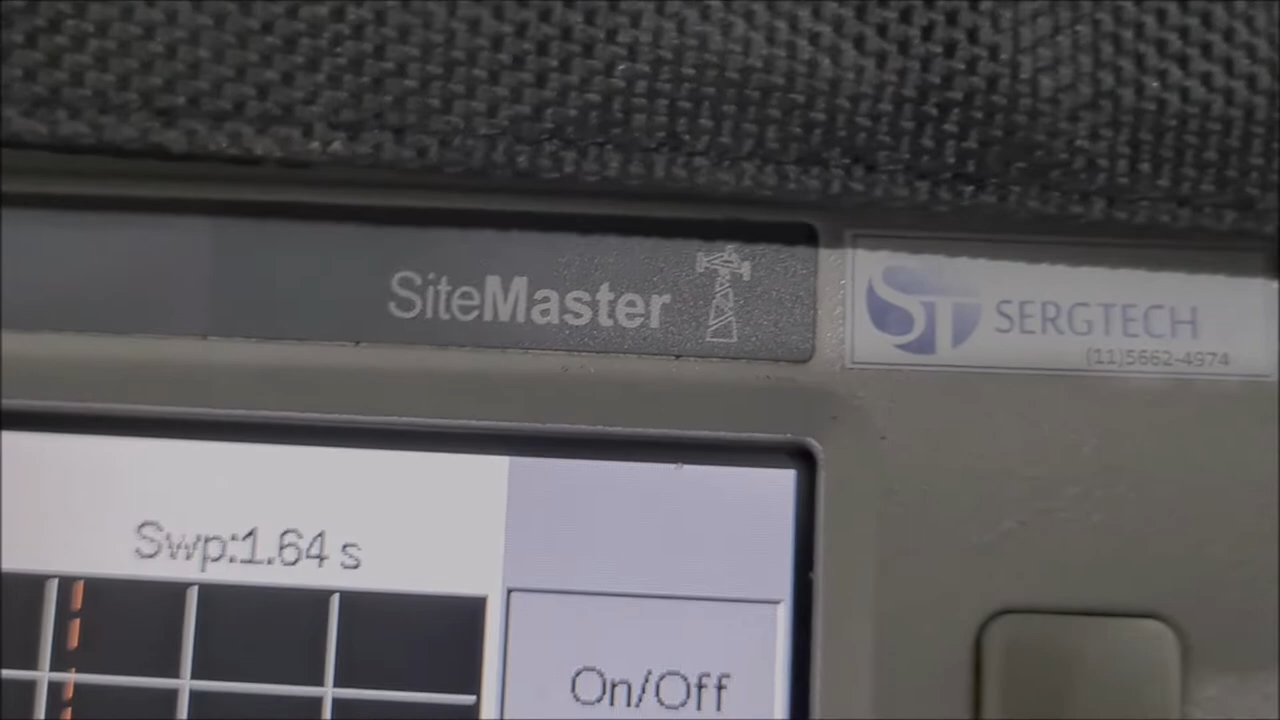 SiteMaster
ST SERGTECH
(11)5662-4974
Swp:1.64 s
On/Off